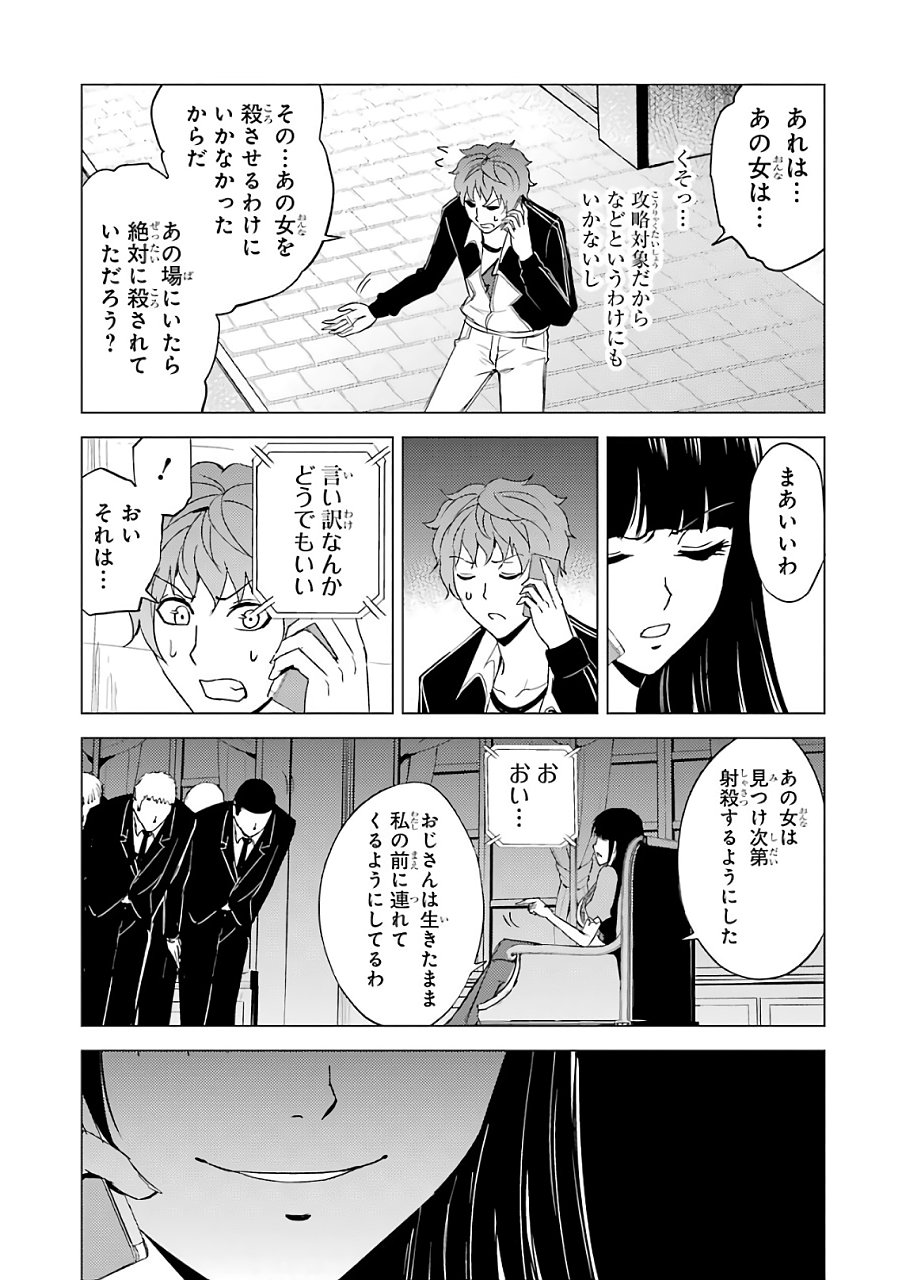 あれは…
あの女は…
くそっ…
攻略対象だから
などというわけにも
いかないし
その…あの女を
殺させるわけに
いかなかった
からだ
あの場にいたら
絶対に殺されて
いただろう？
まあいいわ
言い訳なんか
どうでもいい
！
おい
それは…
あの女は
見つけ次第
射殺するようにした
お
おい…
おじさんは生きたまま
私の前に連れて
くるようにしてるわ